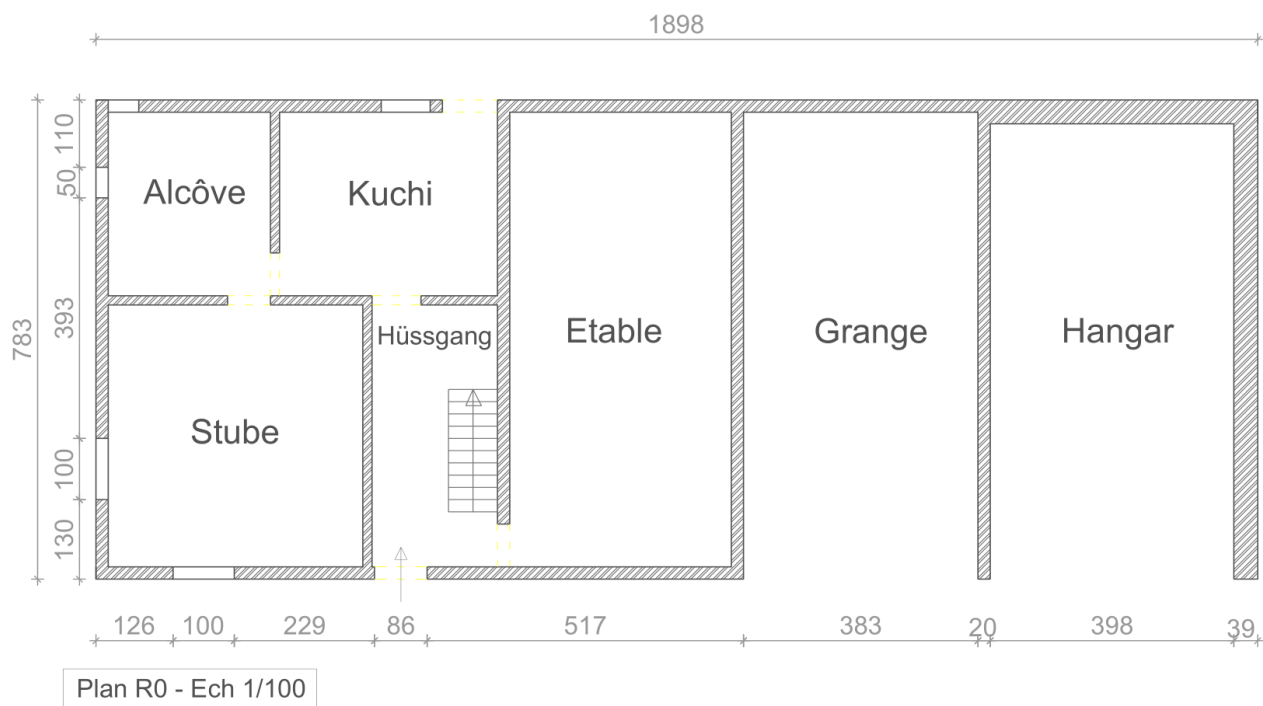 1898
110
50
393
783
100
130
Alcôve
Kuchi
Hüssgang
Etable
Grange
Hangar
Stube
126 100 229 86 517 383 20 398 39
Plan R0 - Ech 1/100